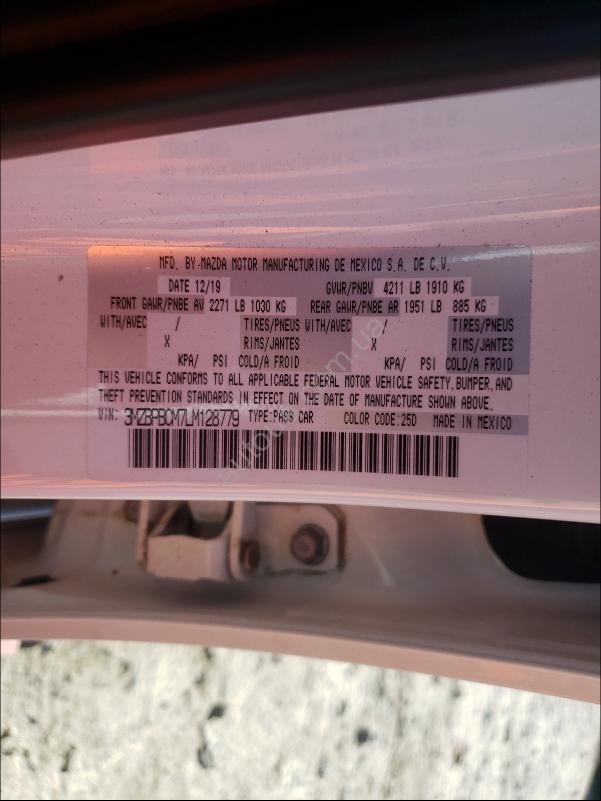 MFD. BY-MAZDA MOTOR MANUFACTURING DE MEXICO S.A. DE C.V.
DATE 12/19 GVWR/PNBV 4211 LB 1910 KG
FRONT GAWR/PNBE AV 2271 LB 1030 KG REAR GAWR/PNBE AR 1951 LB 885 KG
WITH/AVEC / TIRES/PNEUS WITH/AVEC / TIRES/PNEUS
X RIMS/JANTES X RIMS/JANTES
KPA/ PSI COLD/A FROID KPA/ PSI COLD/A FROID
THIS VEHICLE CONFORMS TO ALL APPLICABLE FEDERAL MOTOR VEHICLE SAFETY, BUMPER, AND
THEFT PREVENTION STANDARDS IN EFFECT ON THE DATE OF MANUFACTURE SHOWN ABOVE.
VIN: 3MZBPBCM7LM128779 TYPE:PASS CAR COLOR CODE:25D MADE IN MEXICO